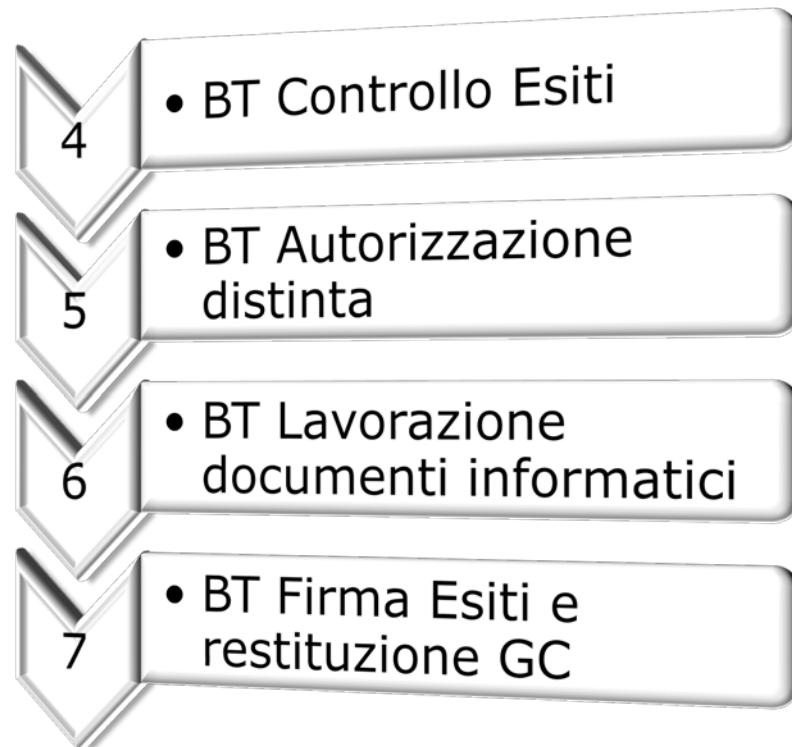 4
• BT Controllo Esiti
5
• BT Autorizzazione
distinta
6
• BT Lavorazione
documenti informatici
7
• BT Firma Esiti e
restituzione GC